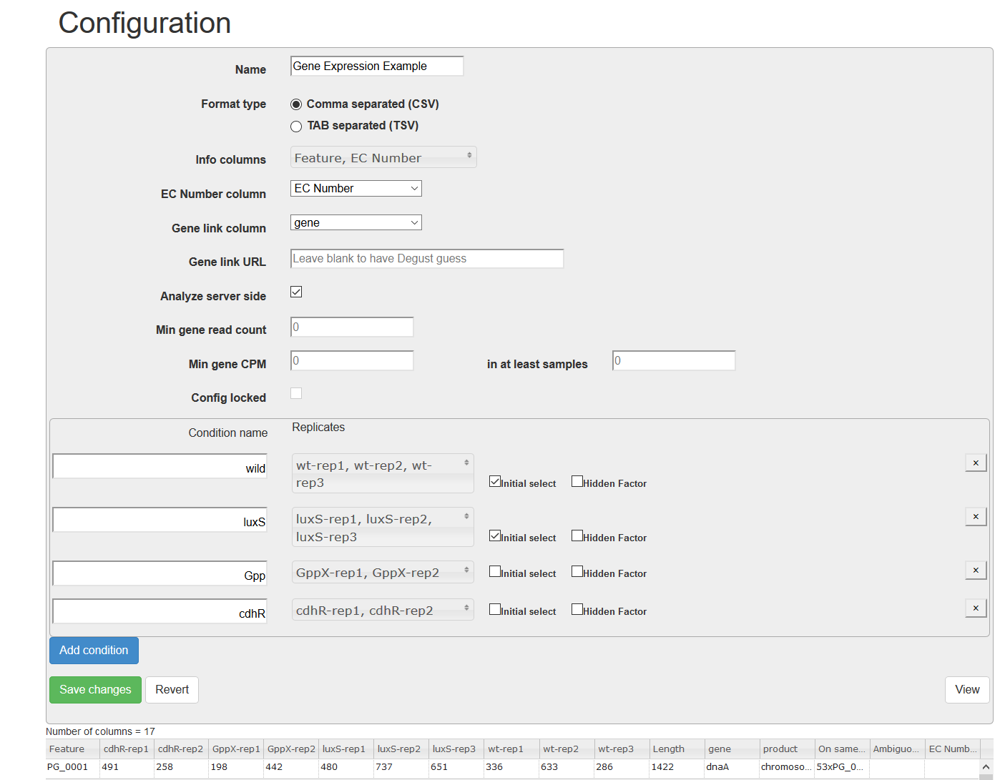 Configuration
Name Gene Expression Example
Format type Comma separated (CSV)
TAB separated (TSV)
Info columns Feature, EC Number
EC Number column EC Number
Gene link column gene
Gene link URL Leave blank to have Degust guess
Analyze server side
Min gene read count 0
Min gene CPM 0 in at least samples 0
Config locked
Condition name Replicates
wild wt-rep1, wt-rep2, wt-
rep3 Initial select Hidden Factor ×
luxS luxS-rep1, luxS-rep2,
luxS-rep3 Initial select Hidden Factor ×
Gpp GppX-rep1, GppX-rep2 Initial select Hidden Factor ×
cdhR cdhR-rep1, cdhR-rep2 Initial select Hidden Factor ×
Add condition
Save changes Revert View
Number of columns = 17
Feature cdhR-rep1 cdhR-rep2 GppX-rep1 GppX-rep2 luxS-rep1 luxS-rep2 luxS-rep3 wt-rep1 wt-rep2 wt-rep3 Length gene product On same... Ambiguo... EC Numb...
PG_0001 491 258 198 442 480 737 651 336 633 286 1422 dnaA chromoso... 53xPG_0...